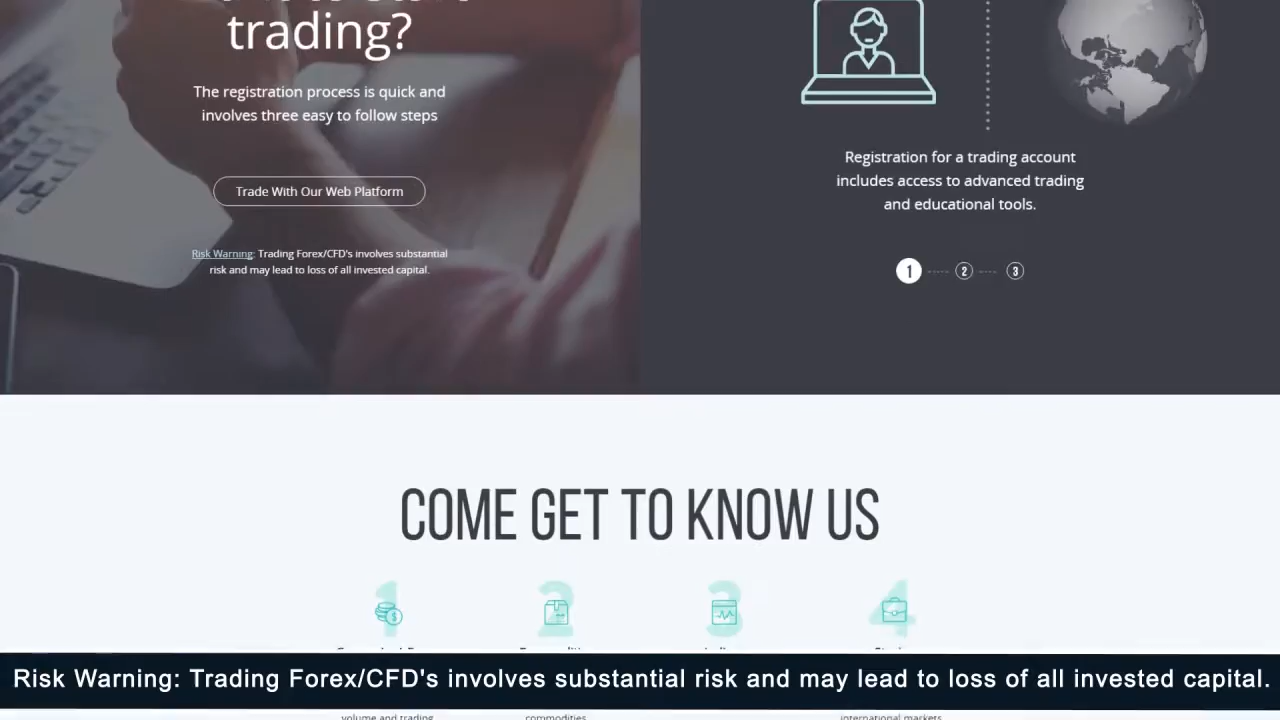 trading?
The registration process is quick and
involves three easy to follow steps
Trade With Our Web Platform
Risk Warning: Trading Forex/CFD's involves substantial
risk and may lead to loss of all invested capital.
Registration for a trading account
includes access to advanced trading
and educational tools.
1 2 3
COME GET TO KNOW US
1 2 3 4
Risk Warning: Trading Forex/CFD's involves substantial risk and may lead to loss of all invested capital.
volume and trading
commodities
international markets